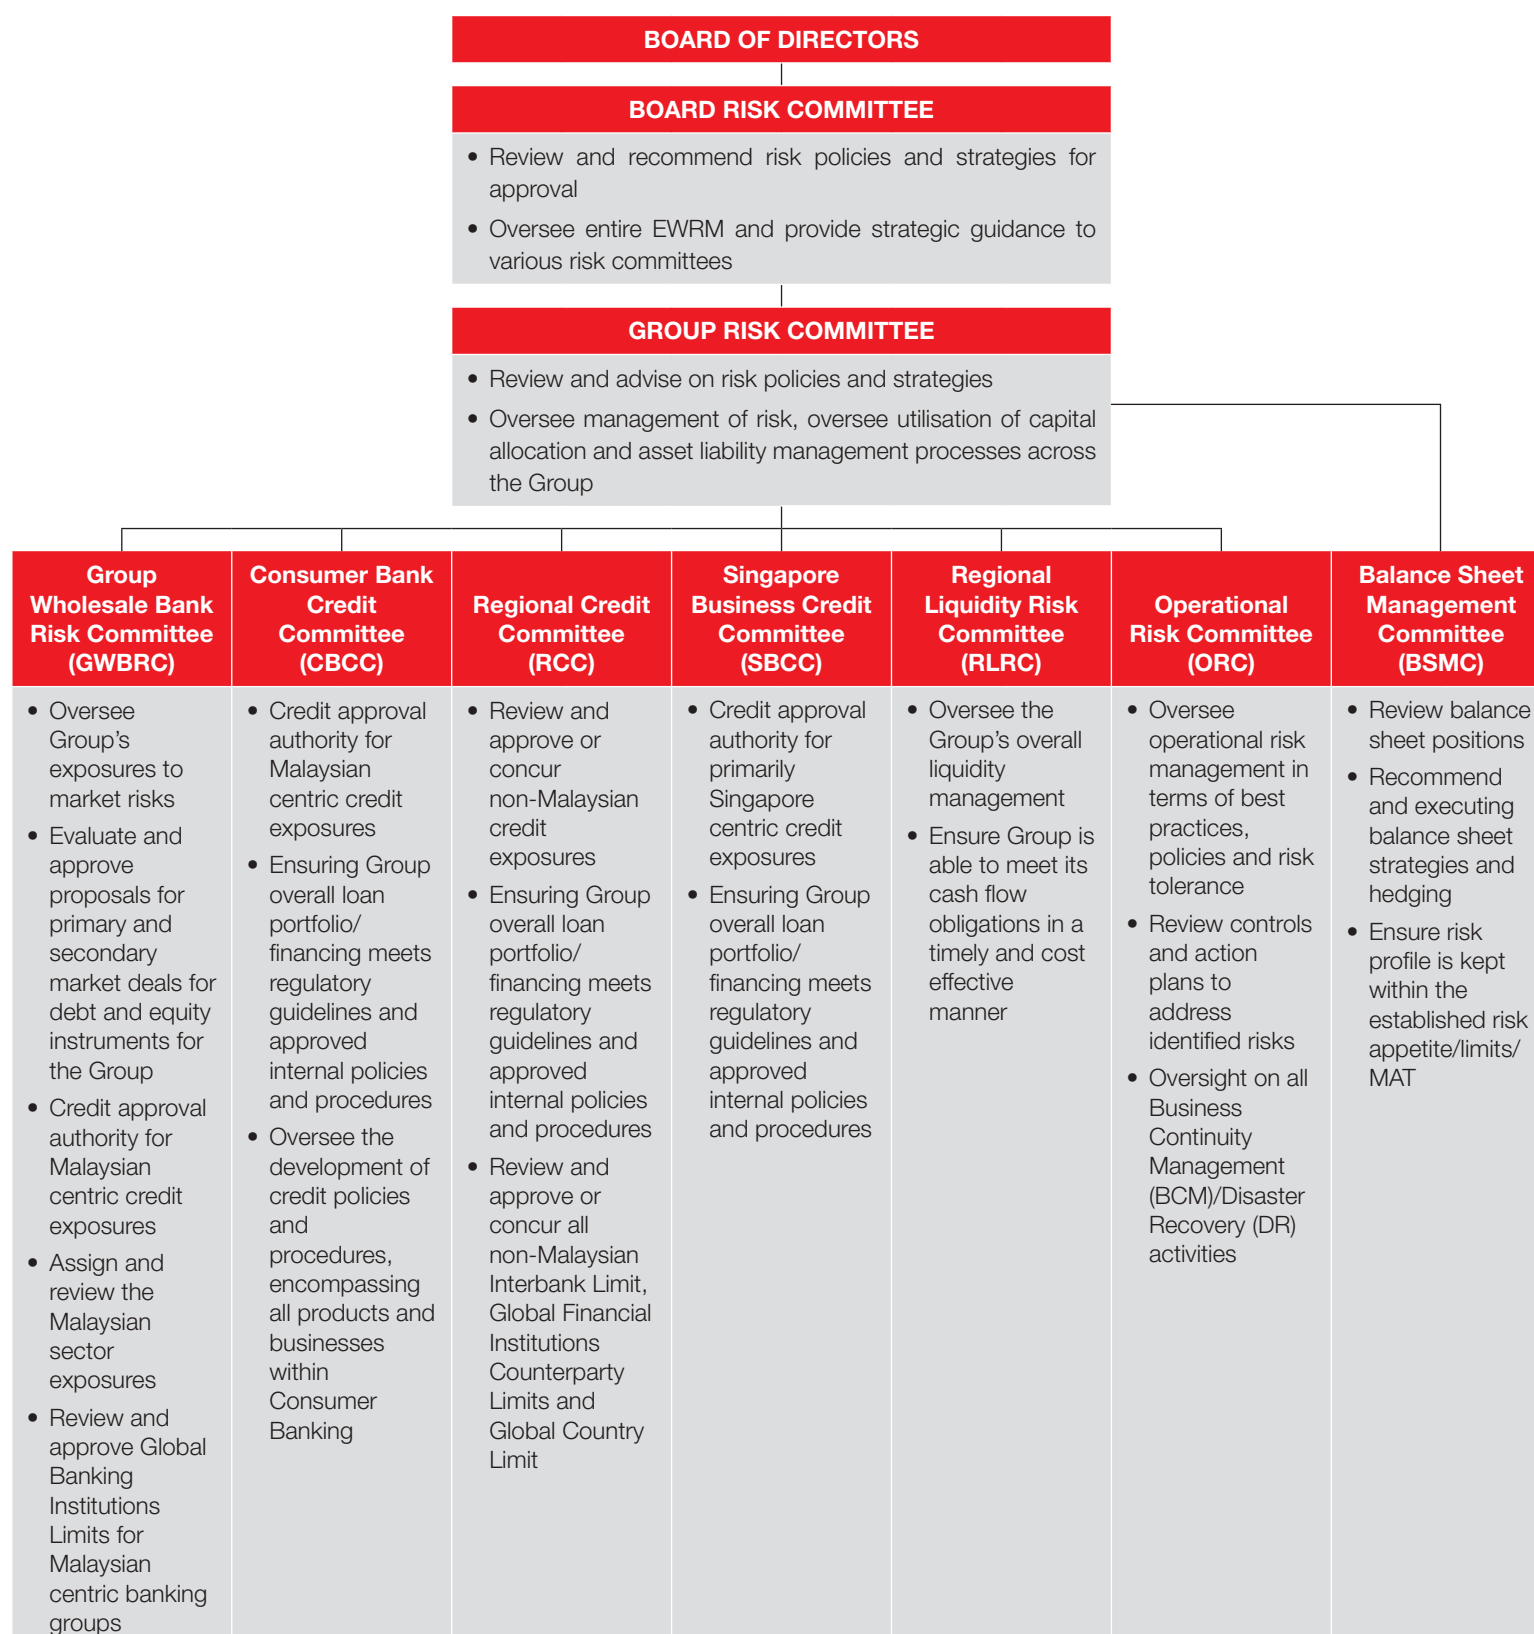 BOARD OF DIRECTORS
BOARD RISK COMMITTEE
• Review and recommend risk policies and strategies for
approval
• Oversee entire EWRM and provide strategic guidance to
various risk committees
GROUP RISK COMMITTEE
• Review and advise on risk policies and strategies
• Oversee management of risk, oversee utilisation of capital
allocation and asset liability management processes across
the Group
Group
Wholesale Bank
Risk Committee
(GWBRC)
• Oversee
Group's
exposures to
market risks
• Evaluate and
approve
proposals for
primary and
secondary
market deals for
debt and equity
instruments for
the Group
• Credit approval
authority for
Malaysian
centric credit
exposures
• Assign and
review the
Malaysian
sector
exposures
• Review and
approve Global
Banking
Institutions
Limits for
Malaysian
centric banking
groups
Consumer Bank
Credit
Committee
(CBCC)
• Credit approval
authority for
Malaysian
centric credit
exposures
• Ensuring Group
overall loan
portfolio/
financing meets
regulatory
guidelines and
approved
internal policies
and procedures
• Oversee the
development of
credit policies
and
procedures,
encompassing
all products and
businesses
within
Consumer
Banking
Regional Credit
Committee
(RCC)
• Review and
approve or
concur
non-Malaysian
credit
exposures
• Ensuring Group
overall loan
portfolio/
financing meets
regulatory
guidelines and
approved
internal policies
and procedures
• Review and
approve or
concur all
non-Malaysian
Interbank Limit,
Global Financial
Institutions
Counterparty
Limits and
Global Country
Limit
Singapore
Business Credit
Committee
(SBCC)
• Credit approval
authority for
primarily
Singapore
centric credit
exposures
• Ensuring Group
overall loan
portfolio/
financing meets
regulatory
guidelines and
approved
internal policies
and procedures
Regional
Liquidity Risk
Committee
(RLRC)
• Oversee the
Group's overall
liquidity
management
• Ensure Group is
able to meet its
cash flow
obligations in a
timely and cost
effective
manner
Operational
Risk Committee
(ORC)
• Oversee
operational risk
management in
terms of best
practices,
policies and risk
tolerance
• Review controls
and action
plans to
address
identified risks
• Oversight on all
Business
Continuity
Management
(BCM)/Disaster
Recovery (DR)
activities
Balance Sheet
Management
Committee
(BSMC)
• Review balance
sheet positions
• Recommend
and executing
balance sheet
strategies and
hedging
• Ensure risk
profile is kept
within the
established risk
appetite/limits/
MAT